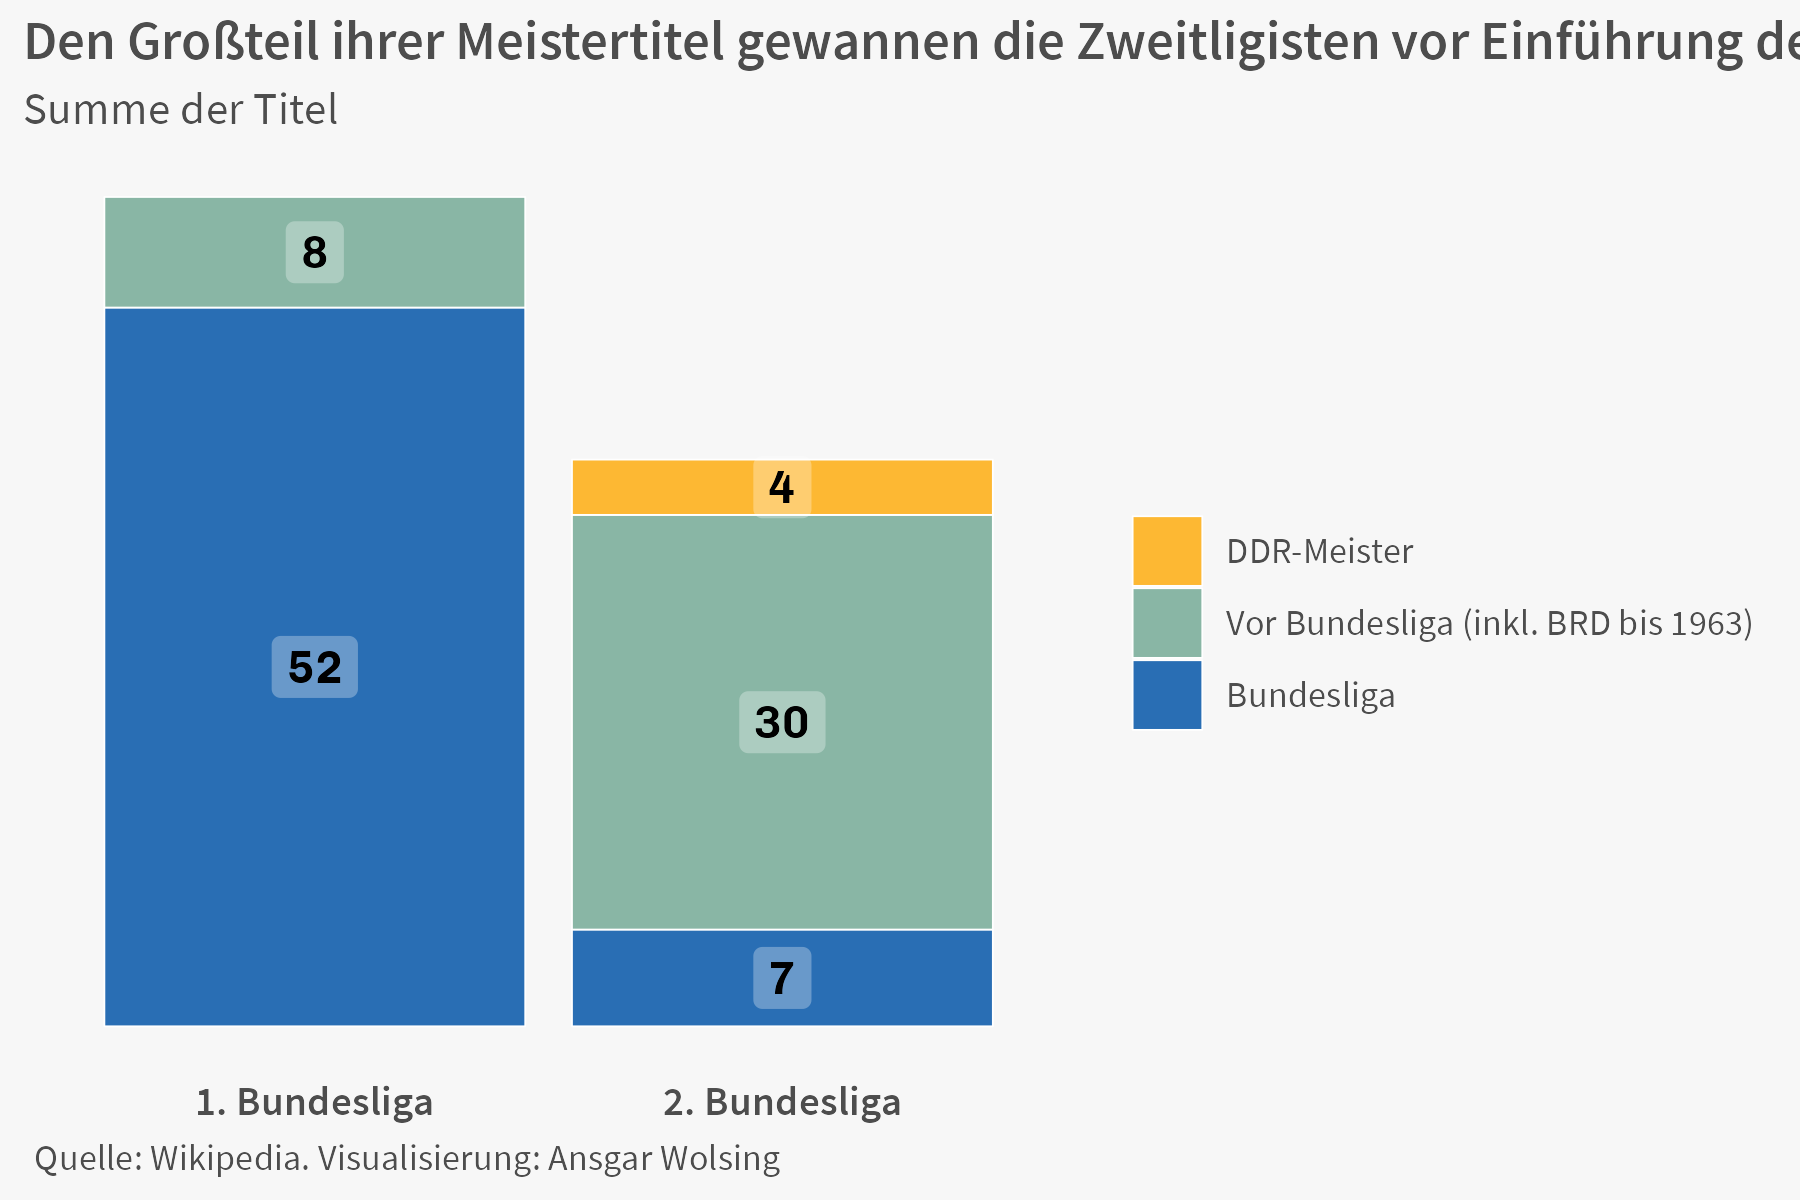 Den Großteil ihrer Meistertitel gewannen die Zweitligisten vor Einführung
Summe der Titel
8
52
4
30
7
DDR-Meister
Vor Bundesliga (inkl. BRD bis 1963)
Bundesliga
1. Bundesliga
2. Bundesliga
Quelle: Wikipedia. Visualisierung: Ansgar Wolsing